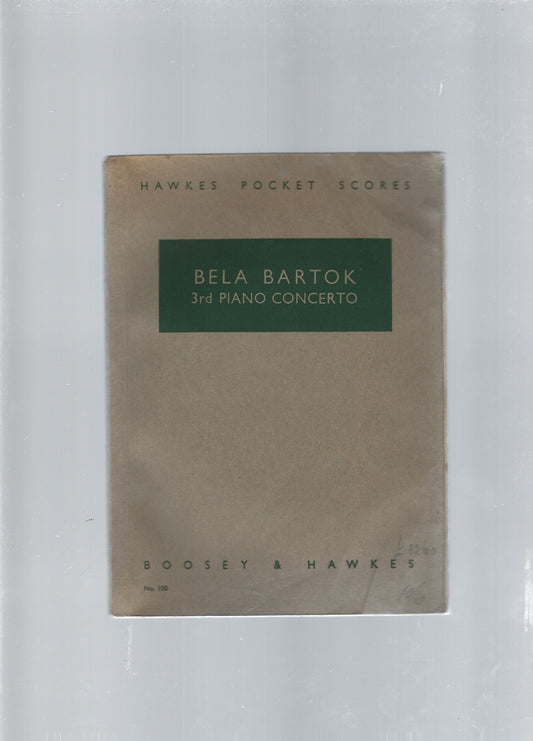 HAWKES POCKET SCORES
BELA BARTOK
3rd PIANO CONCERTO
BOOSEY & HAWKES
No. 100